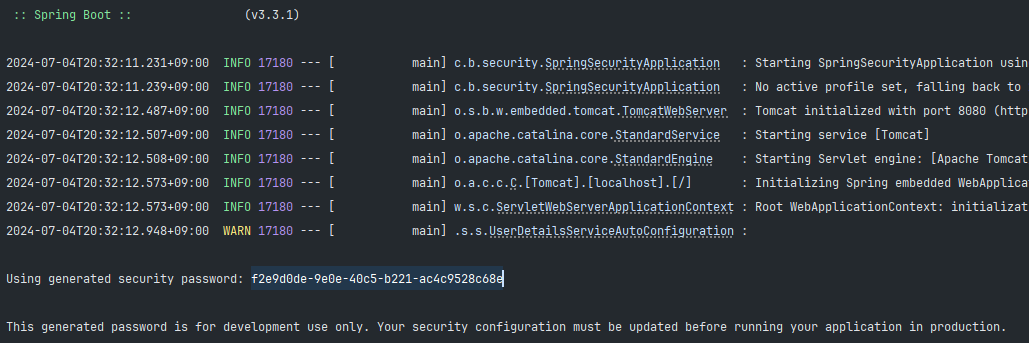 :: Spring Boot :: (v3.3.1)
2024-07-04T20:32:11.231+09:00 INFO 17180 --- [ main] c.b.security.SpringSecurityApplication : Starting SpringSecurityApplication usin
2024-07-04T20:32:11.239+09:00 INFO 17180 --- [ main] c.b.security.SpringSecurityApplication : No active profile set, falling back to
2024-07-04T20:32:12.487+09:00 INFO 17180 --- [ main] o.s.b.w.embedded.tomcat.TomcatWebServer : Tomcat initialized with port 8080 (http
2024-07-04T20:32:12.507+09:00 INFO 17180 --- [ main] o.apache.catalina.core.StandardService : Starting service [Tomcat]
2024-07-04T20:32:12.508+09:00 INFO 17180 --- [ main] o.apache.catalina.core.StandardEngine : Starting Servlet engine: [Apache Tomcat
2024-07-04T20:32:12.573+09:00 INFO 17180 --- [ main] o.a.c.c.C.[Tomcat].[localhost].[/] : Initializing Spring embedded WebApplica
2024-07-04T20:32:12.573+09:00 INFO 17180 --- [ main] w.s.c.ServletWebServerApplicationContext : Root WebApplicationContext: initializat
2024-07-04T20:32:12.948+09:00 WARN 17180 --- [ main] .s.s.UserDetailsServiceAutoConfiguration :
Using generated security password: f2e9d0de-9e0e-40c5-b221-ac4c9528c68e
This generated password is for development use only. Your security configuration must be updated before running your application in production.